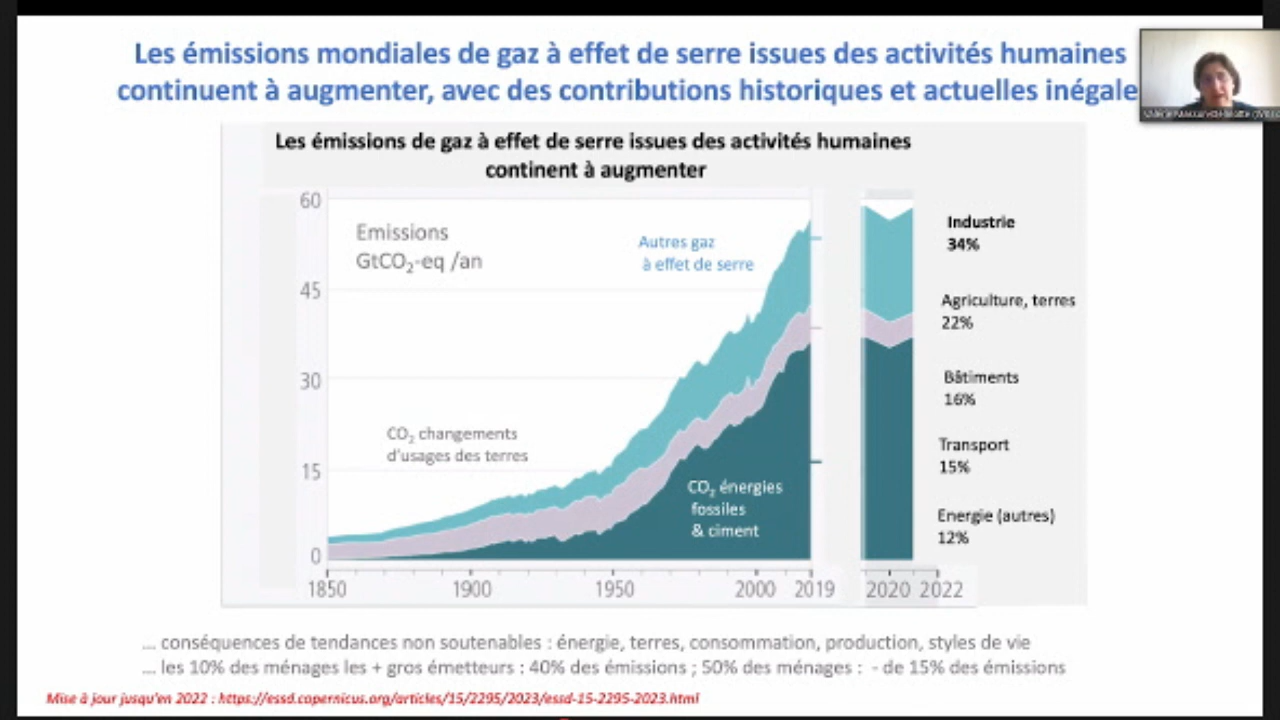 Les émissions mondiales de gaz à effet de serre issues des activités humaines
continuent à augmenter, avec des contributions historiques et actuelles inégale
Les émissions de gaz à effet de serre issues des activités humaines
continent à augmenter
60
45
30
15
0
Emissions
GtCO₂-eq /an
Autres gaz
à effet de serre
CO₂ changements
d'usages des terres
CO₂ énergies
fossiles
& ciment
1850 1900 1950 2000 2019 2020 2022
Industrie
34%
Agriculture, terres
22%
Bâtiments
16%
Transport
15%
Energie (autres)
12%
... conséquences de tendances non soutenables : énergie, terres, consommation, production, styles de vie
... les 10% des ménages les + gros émetteurs : 40% des émissions ; 50% des ménages : - de 15% des émissions
Mise à jour jusqu'en 2022 : https://essd.copernicus.org/articles/15/2295/2023/essd-15-2295-2023.html